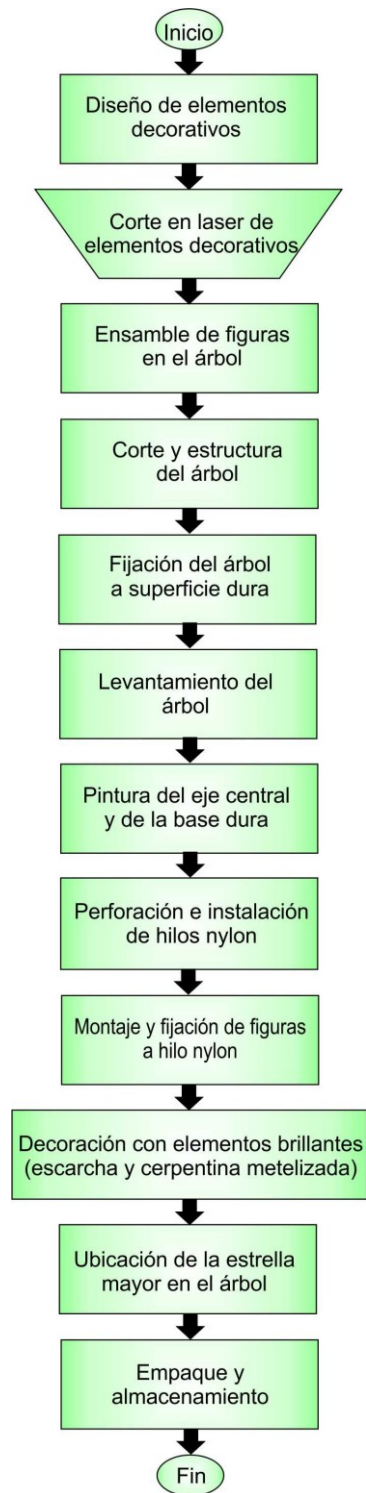 Inicio
Diseño de elementos
decorativos
Corte en laser de
elementos decorativos
Ensamble de figuras
en el árbol
Corte y estructura
del árbol
Fijación del árbol
a superficie dura
Levantamiento del
árbol
Pintura del eje central
y de la base dura
Perforación e instalación
de hilos nylon
Montaje y fijación de figuras
a hilo nylon
Decoración con elementos brillantes
(escarcha y cerpentina metelizada)
Ubicación de la estrella
mayor en el árbol
Empaque y
almacenamiento
Fin